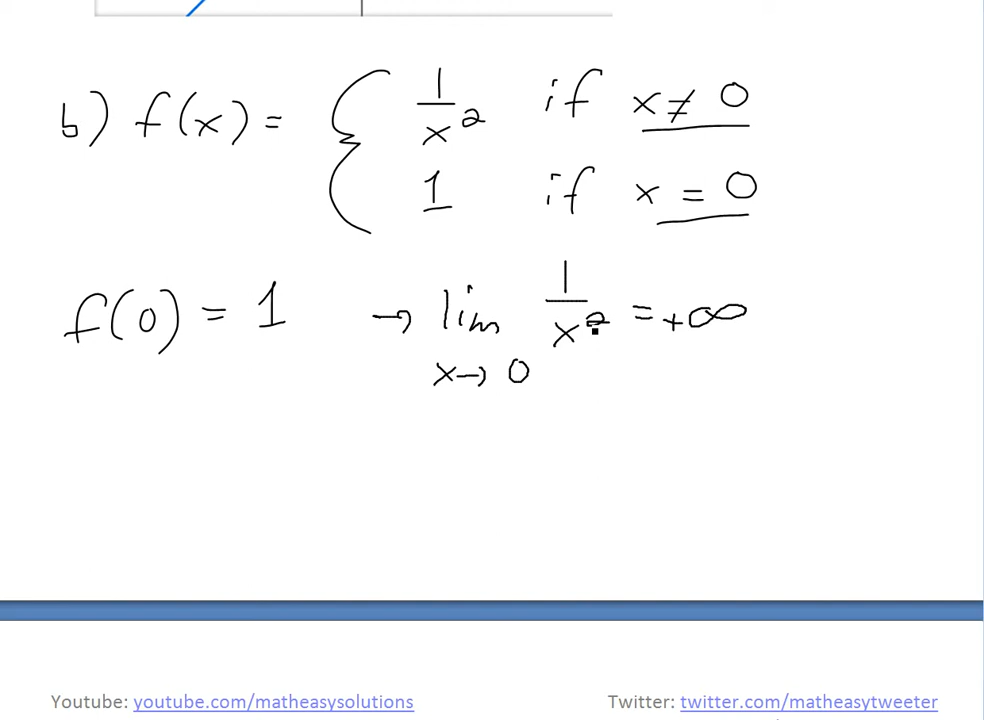 b) f(x) = { 1/x² if x ≠ 0
1 if x = 0
f(0) = 1 → lim 1/x² = +∞
x → 0
Youtube: youtube.com/matheasysolutions Twitter: twitter.com/matheasytweeter